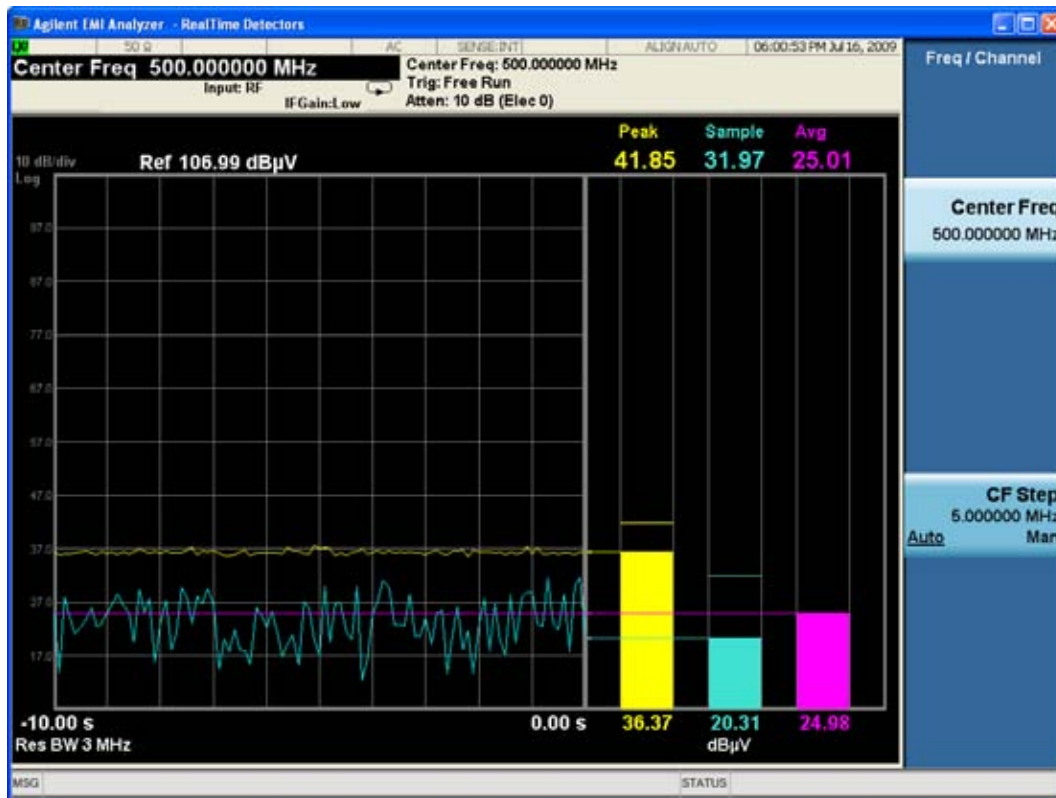 Agilent EMI Analyzer - RealTime Detectors
50 Ω AC SENSE:INT ALIGN AUTO 06:00:53 PM Jul 16, 2009
Center Freq 500.000000 MHz
Input: RF
IFGain:Low
Center Freq: 500.000000 MHz
Trig: Free Run
Atten: 10 dB (Elec 0)
Peak Sample Avg
41.85 31.97 25.01
10 dB/div
Log
Ref 106.99 dBµV
97.0
87.0
77.0
67.0
57.0
47.0
37.0
27.0
17.0
-10.00 s 0.00 s
36.37 20.31 24.98
Res BW 3 MHz
dBµV
MSG STATUS
Freq / Channel
Center Freq
500.000000 MHz
CF Step
5.000000 MHz
Auto Man